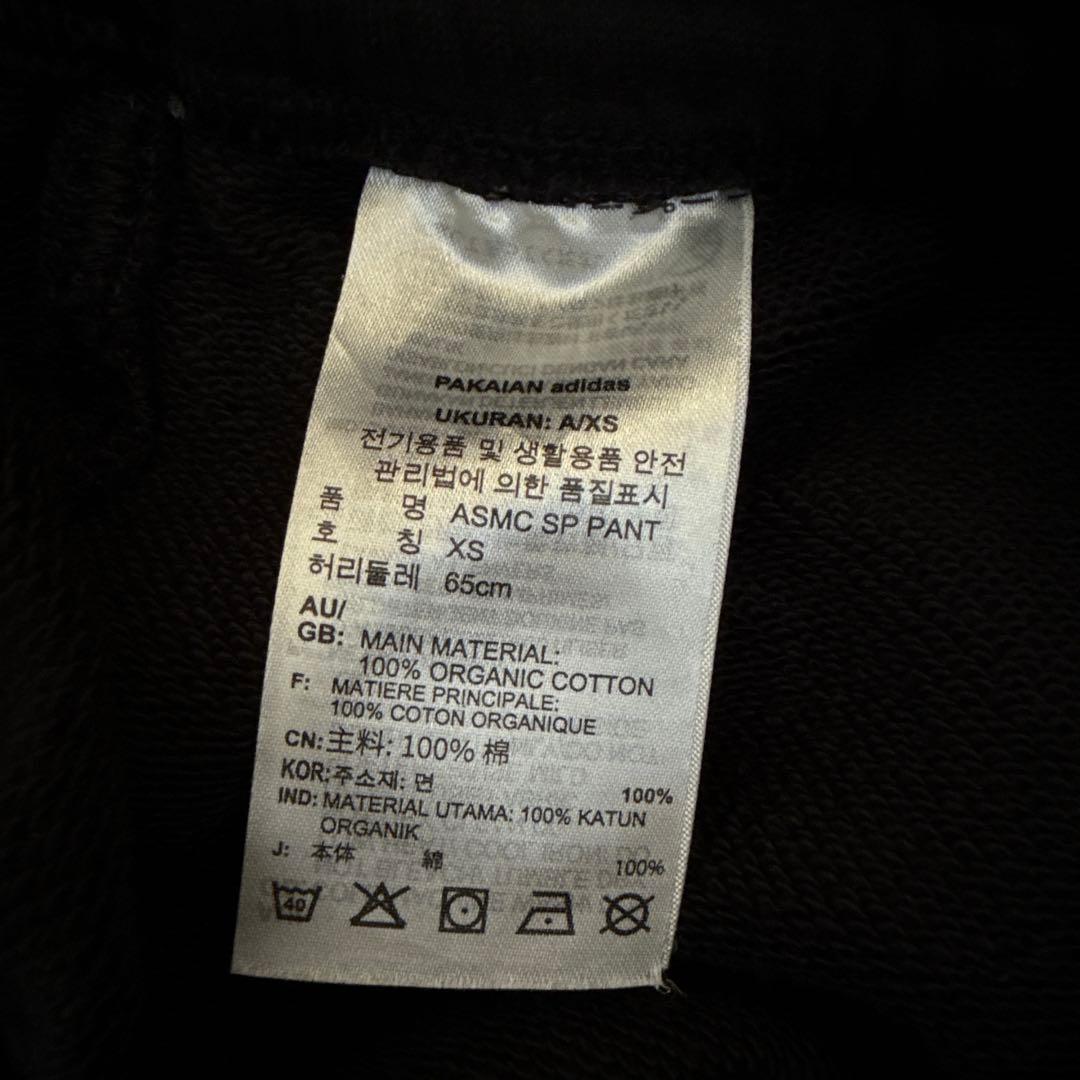 PAKAIAN adidas
UKURAN: A/XS
전기용품 및 생활용품 안전
관리법에 의한 품질표시
품 명 ASMC SP PANT
호 칭 XS
허리둘레 65cm
AU/
GB: MAIN MATERIAL:
100% ORGANIC COTTON
F: MATIERE PRINCIPALE:
100% COTON ORGANIQUE
CN: 主料: 100% 棉
KOR: 주소재: 면 100%
IND: MATERIAL UTAMA: 100% KATUN
ORGANIK
J: 本体 綿 100%
40